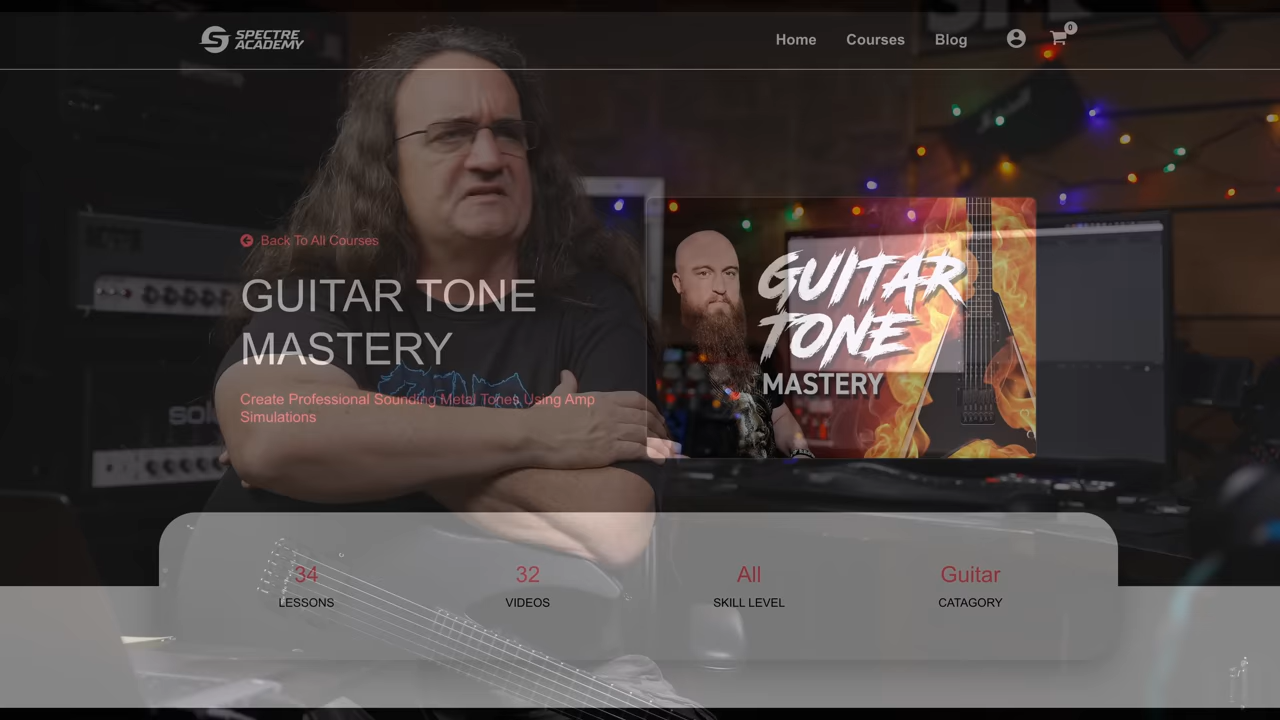 SPECTRE
ACADEMY
Home
Courses
Blog
0
Back To All Courses
GUITAR TONE
MASTERY
Create Professional Sounding Metal Tones Using Amp
Simulations
GUITAR
TONE
MASTERY
34
LESSONS
32
VIDEOS
All
SKILL LEVEL
Guitar
CATAGORY